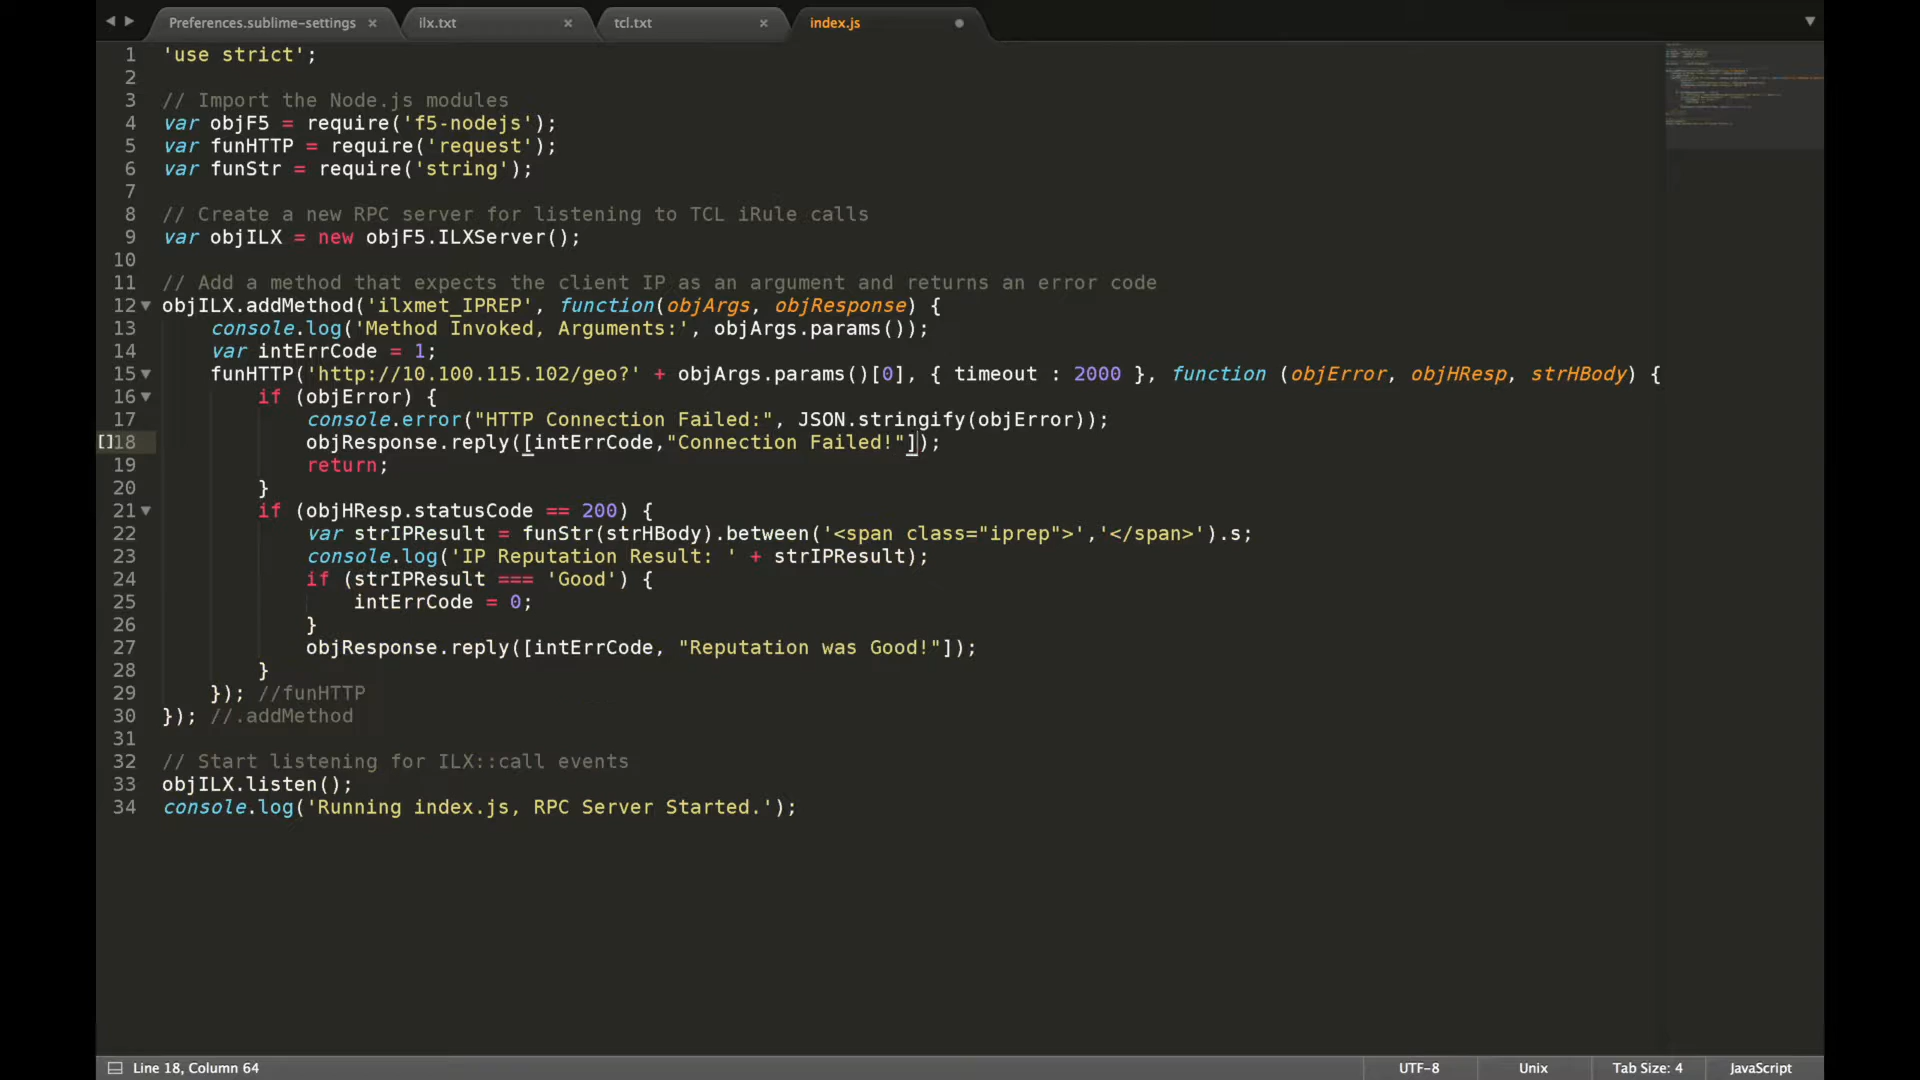 Preferences.sublime-settings ilx.txt tcl.txt index.js
1 'use strict';
2
3 // Import the Node.js modules
4 var objF5 = require('f5-nodejs');
5 var funHTTP = require('request');
6 var funStr = require('string');
7
8 // Create a new RPC server for listening to TCL iRule calls
9 var objILX = new objF5.ILXServer();
10
11 // Add a method that expects the client IP as an argument and returns an error code
12 objILX.addMethod('ilxmet_IPREP', function(objArgs, objResponse) {
13 console.log('Method Invoked, Arguments:', objArgs.params());
14 var intErrCode = 1;
15 funHTTP('http://10.100.115.102/geo?' + objArgs.params()[0], { timeout : 2000 }, function (objError, objHResp, strHBody) {
16 if (objError) {
17 console.error("HTTP Connection Failed:", JSON.stringify(objError));
18 objResponse.reply([intErrCode,"Connection Failed!"]);
19 return;
20 }
21 if (objHResp.statusCode == 200) {
22 var strIPResult = funStr(strHBody).between('<span class="iprep">','</span>').s;
23 console.log('IP Reputation Result: ' + strIPResult);
24 if (strIPResult === 'Good') {
25 intErrCode = 0;
26 }
27 objResponse.reply([intErrCode, "Reputation was Good!"]);
28 }
29 }); //funHTTP
30 }); //.addMethod
31
32 // Start listening for ILX::call events
33 objILX.listen();
34 console.log('Running index.js, RPC Server Started.');
Line 18, Column 64 UTF-8 Unix Tab Size: 4 JavaScript